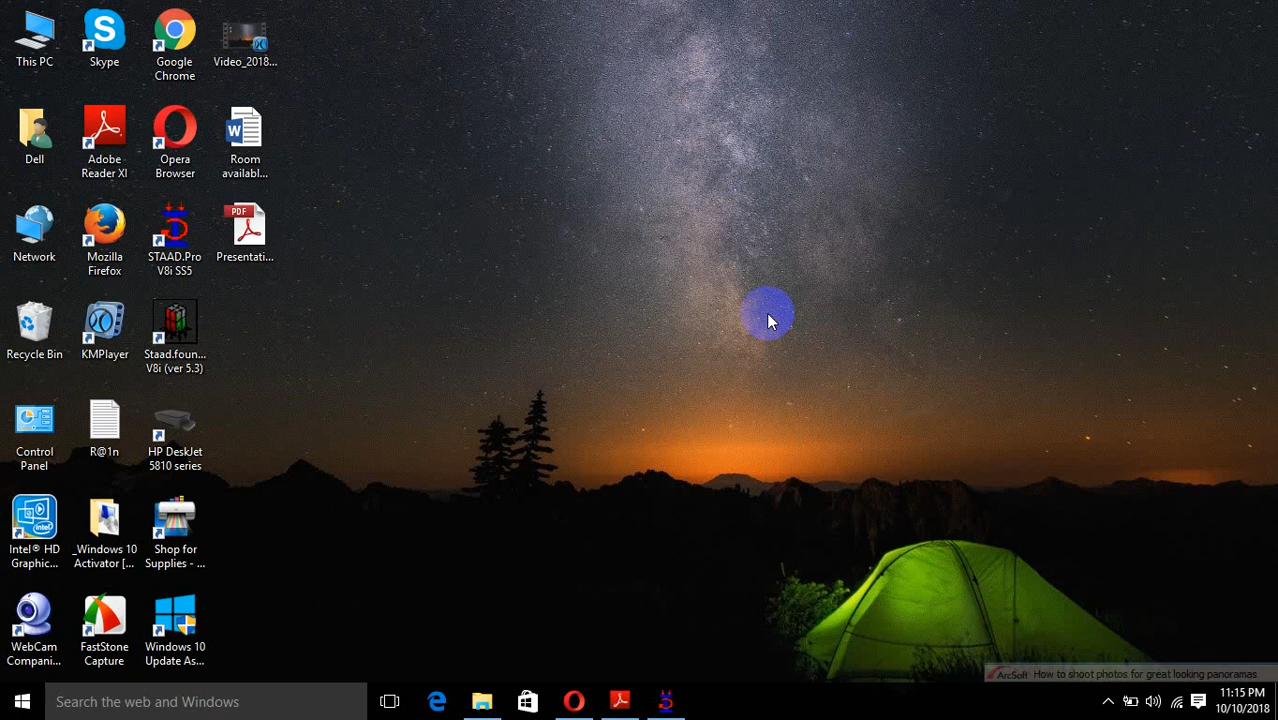 This PC
Skype
Google
Chrome
Video_2018...
Dell
Adobe
Reader XI
Opera
Browser
W
Room
availabl...
Network
Mozilla
Firefox
STAAD.Pro
V8i SS5
PDF
Presentati...
Recycle Bin
KMPlayer
Staad.foun...
V8i (ver 5.3)
Control
Panel
R@1n
HP DeskJet
5810 series
intel
Intel® HD
Graphic...
_Windows 10
Activator [...
Shop for
Supplies - ...
WebCam
Compani...
FastStone
Capture
Windows 10
Update As...
ArcSoft How to shoot photos for great looking panoramas
Search the web and Windows
11:15 PM
10/10/2018